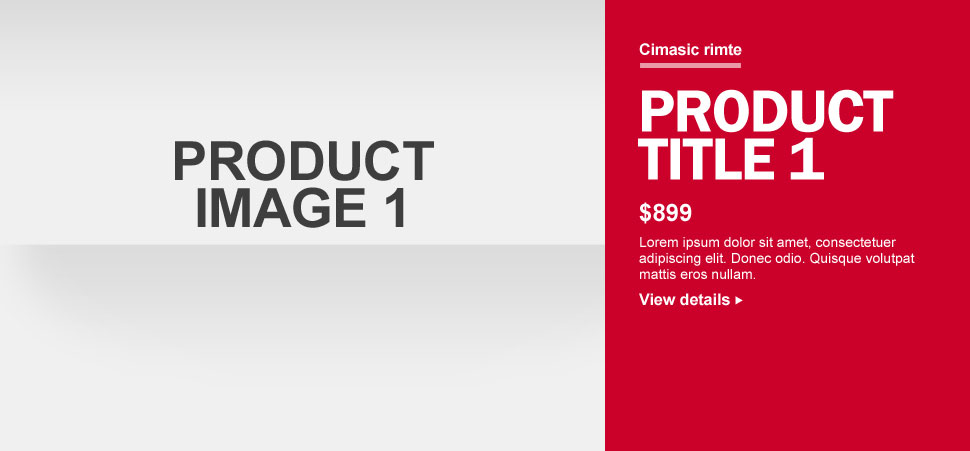 PRODUCT
IMAGE 1
Cimasic rimte
PRODUCT
TITLE 1
$899
Lorem ipsum dolor sit amet, consectetuer
adipiscing elit. Donec odio. Quisque volutpat
mattis eros nullam.
View details ▸